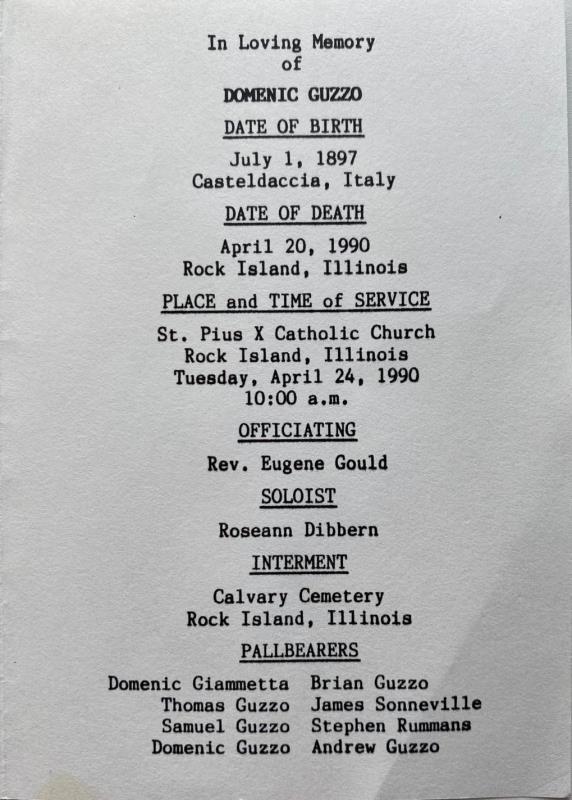 In Loving Memory
of
DOMENIC GUZZO
DATE OF BIRTH
July 1, 1897
Casteldaccia, Italy
DATE OF DEATH
April 20, 1990
Rock Island, Illinois
PLACE and TIME of SERVICE
St. Pius X Catholic Church
Rock Island, Illinois
Tuesday, April 24, 1990
10:00 a.m.
OFFICIATING
Rev. Eugene Gould
SOLOIST
Roseann Dibbern
INTERMENT
Calvary Cemetery
Rock Island, Illinois
PALLBEARERS
Domenic Giammetta Brian Guzzo
Thomas Guzzo James Sonneville
Samuel Guzzo Stephen Rummans
Domenic Guzzo Andrew Guzzo